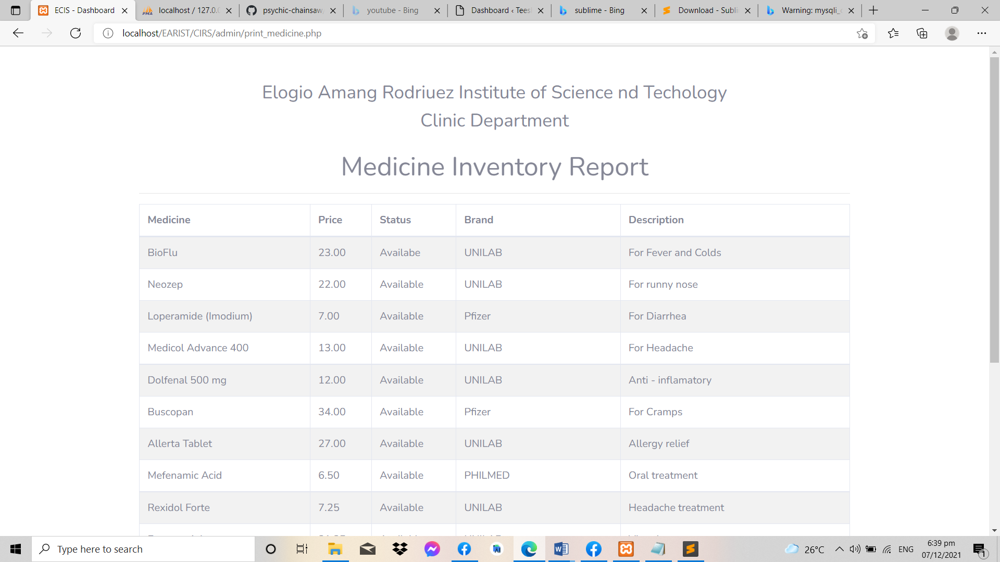 ECIS - Dashboard
localhost / 127.0.0
psychic-chainsaw
youtube - Bing
Dashboard ‹ Tees
sublime - Bing
Download - Subli
Warning: mysqli_
localhost/EARIST/CIRS/admin/print_medicine.php
Elogio Amang Rodriuez Institute of Science nd Techology
Clinic Department
Medicine Inventory Report
Medicine Price Status Brand Description
BioFlu 23.00 Availabe UNILAB For Fever and Colds
Neozep 22.00 Available UNILAB For runny nose
Loperamide (Imodium) 7.00 Available Pfizer For Diarrhea
Medicol Advance 400 13.00 Available UNILAB For Headache
Dolfenal 500 mg 12.00 Available UNILAB Anti - inflamatory
Buscopan 34.00 Available Pfizer For Cramps
Allerta Tablet 27.00 Available UNILAB Allergy relief
Mefenamic Acid 6.50 Available PHILMED Oral treatment
Rexidol Forte 7.25 Available UNILAB Headache treatment
Type here to search
26°C
ENG
6:39 pm
07/12/2021
1